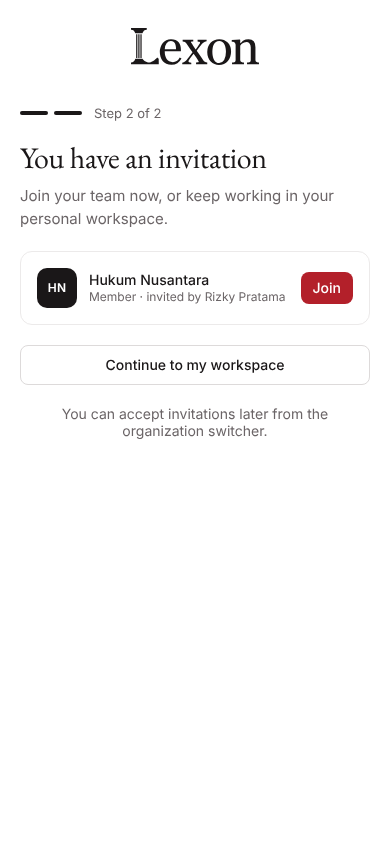 Lexon
Step 2 of 2
You have an invitation
Join your team now, or keep working in your
personal workspace.
HN
Hukum Nusantara
Member · invited by Rizky Pratama
Join
Continue to my workspace
You can accept invitations later from the
organization switcher.